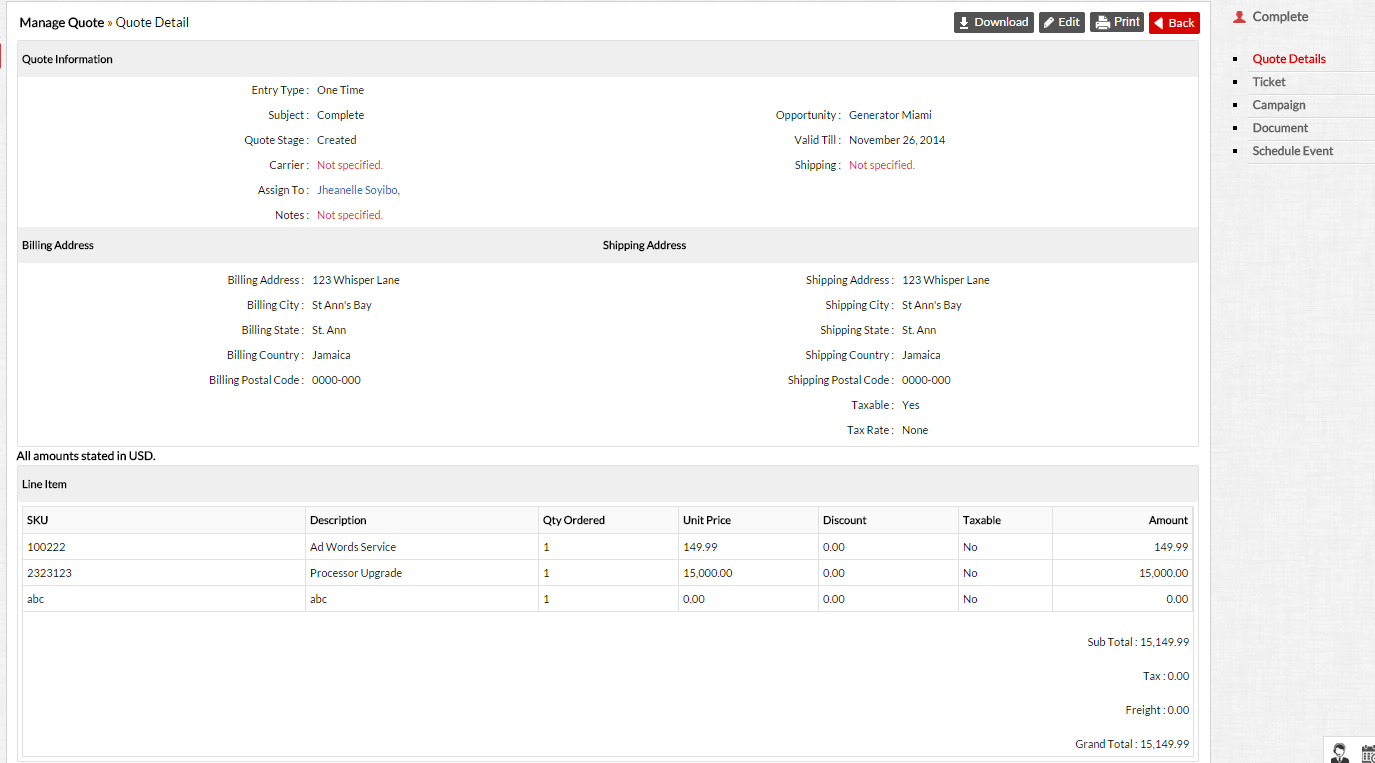 Manage Quote » Quote Detail
Download Edit Print Back
Quote Information
Entry Type : One Time
Subject : Complete Opportunity : Generator Miami
Quote Stage : Created Valid Till : November 26, 2014
Carrier : Not specified. Shipping : Not specified.
Assign To : Jheanelle Soyibo,
Notes : Not specified.
Billing Address Shipping Address
Billing Address : 123 Whisper Lane Shipping Address : 123 Whisper Lane
Billing City : St Ann's Bay Shipping City : St Ann's Bay
Billing State : St. Ann Shipping State : St. Ann
Billing Country : Jamaica Shipping Country : Jamaica
Billing Postal Code : 0000-000 Shipping Postal Code : 0000-000
Taxable : Yes
Tax Rate : None
All amounts stated in USD.
Line Item
SKU Description Qty Ordered Unit Price Discount Taxable Amount
100222 Ad Words Service 1 149.99 0.00 No 149.99
2323123 Processor Upgrade 1 15,000.00 0.00 No 15,000.00
abc abc 1 0.00 0.00 No 0.00
Sub Total : 15,149.99
Tax : 0.00
Freight : 0.00
Grand Total : 15,149.99
Complete
Quote Details
Ticket
Campaign
Document
Schedule Event